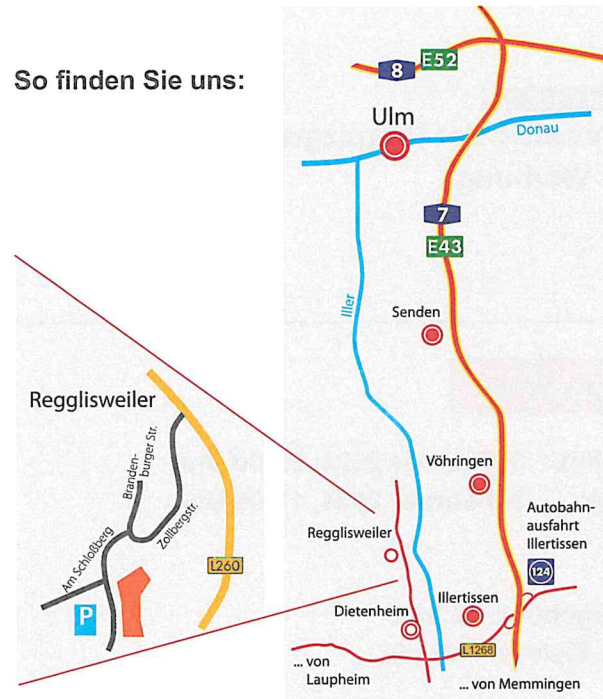 So finden Sie uns:
8
E52
Ulm
Donau
7
E43
Iller
Senden
Vöhringen
Regglisweiler
Autobahn-
ausfahrt
Illertissen
124
Dietenheim
Illertissen
L1268
... von
Laupheim
... von Memmingen
Regglisweiler
Branden-
burger Str.
Zollbergstr.
Am Schloßberg
L260
P